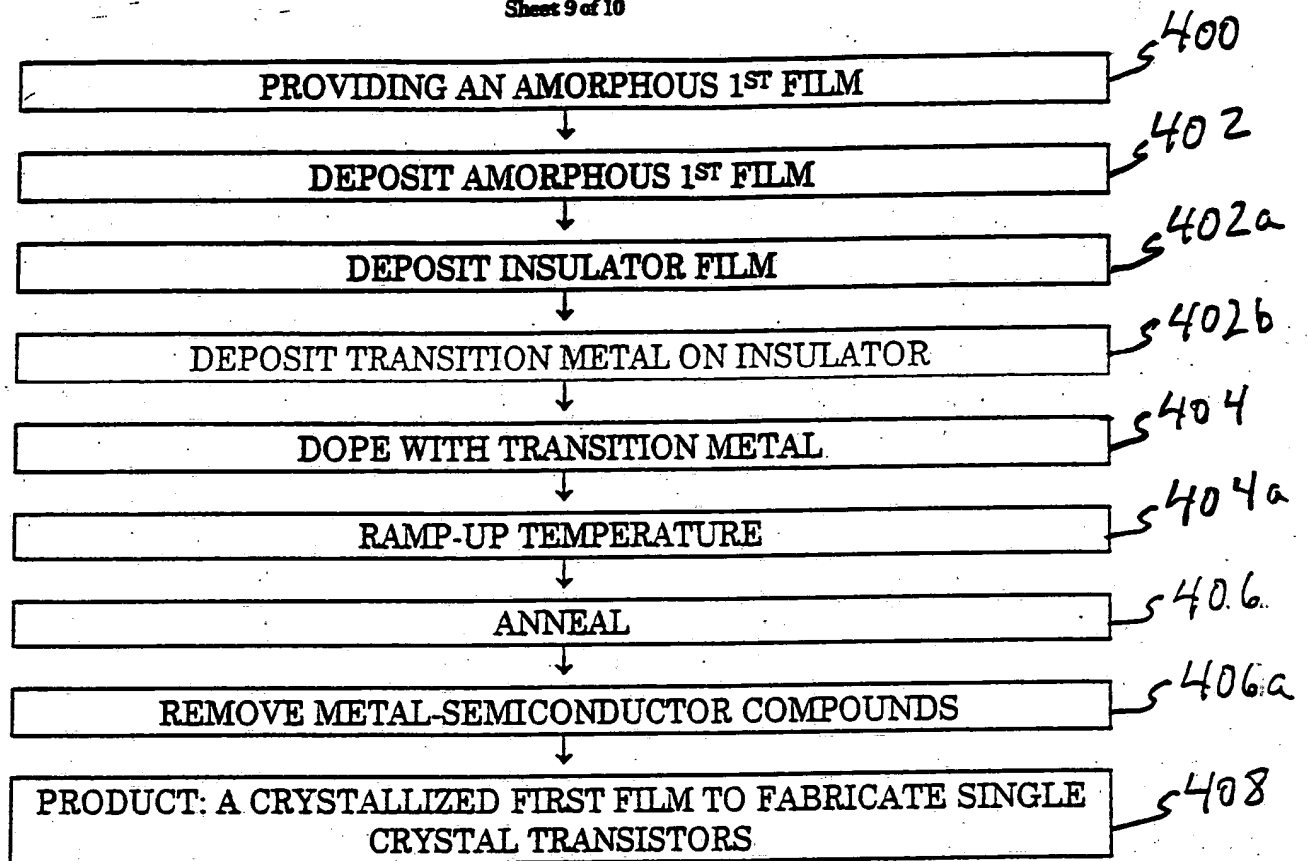 Sheet 9 of 10
400
PROVIDING AN AMORPHOUS 1ST FILM
402
DEPOSIT AMORPHOUS 1ST FILM
402a
DEPOSIT INSULATOR FILM
402b
DEPOSIT TRANSITION METAL ON INSULATOR
404
DOPE WITH TRANSITION METAL
404a
RAMP-UP TEMPERATURE
406
ANNEAL
406a
REMOVE METAL-SEMICONDUCTOR COMPOUNDS
408
PRODUCT: A CRYSTALLIZED FIRST FILM TO FABRICATE SINGLE
CRYSTAL TRANSISTORS